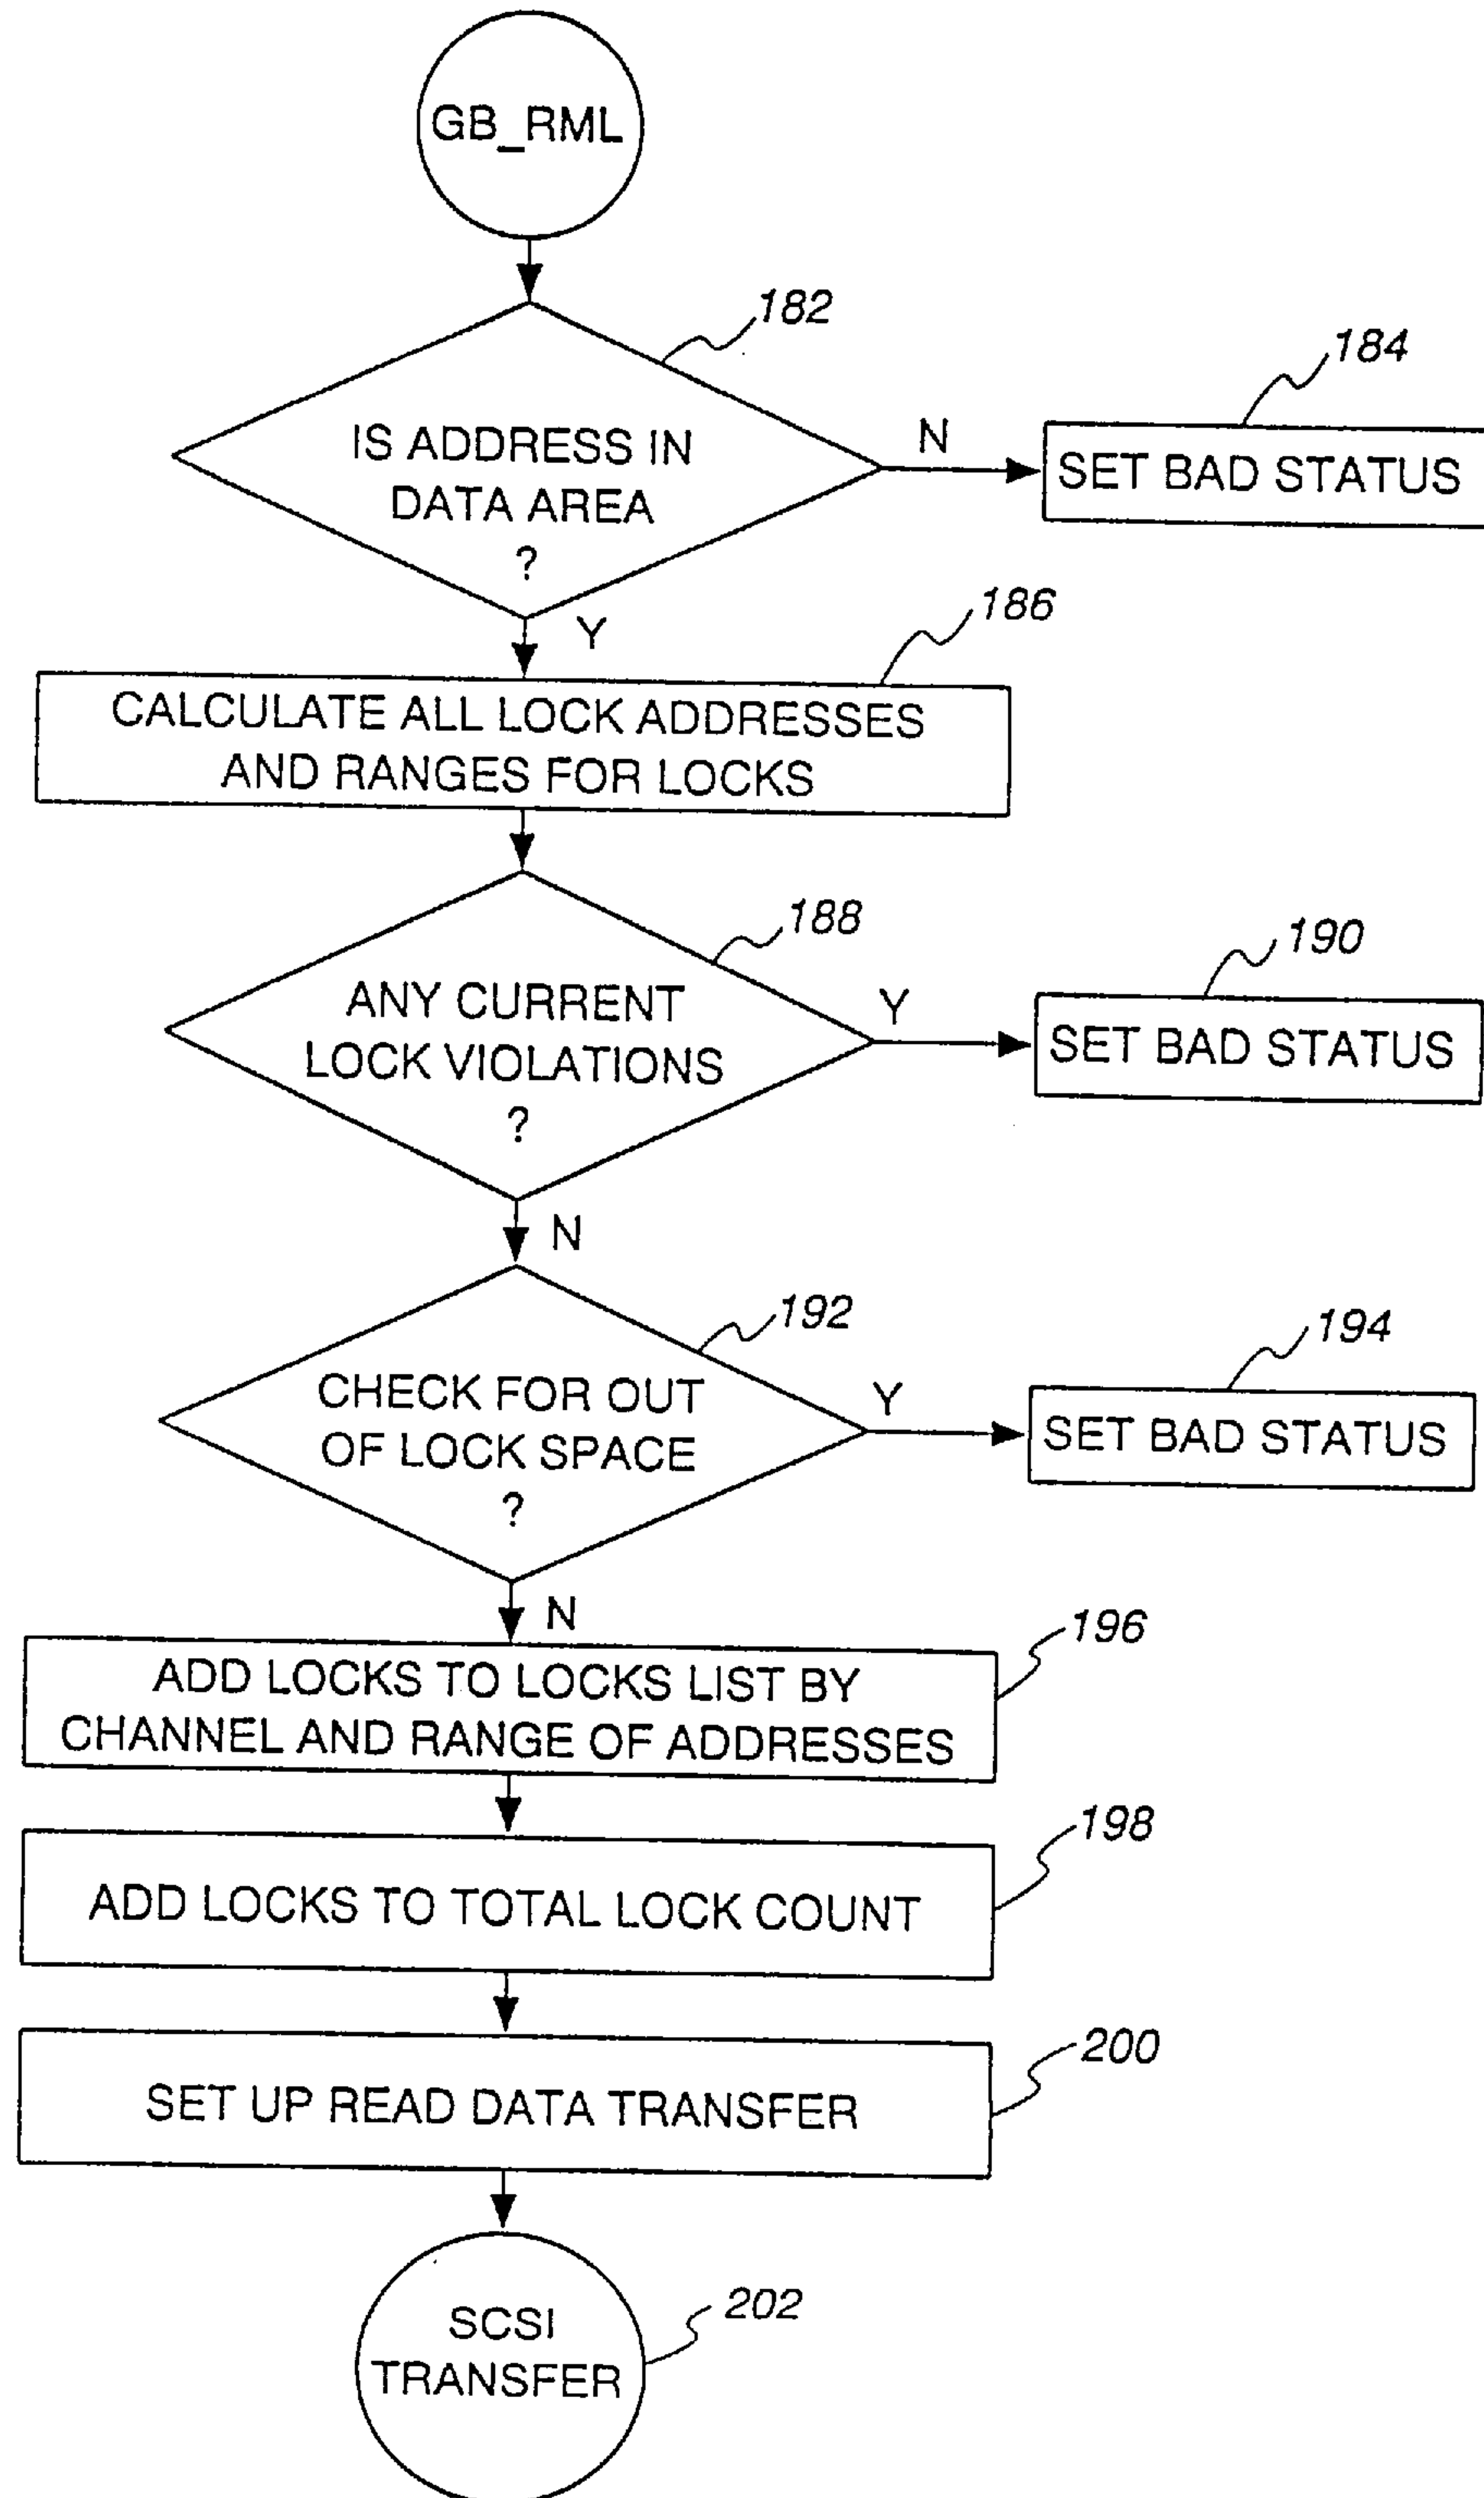 GB_RML
182
184
IS ADDRESS IN
DATA AREA
?
N
SET BAD STATUS
Y
186
CALCULATE ALL LOCK ADDRESSES
AND RANGES FOR LOCKS
188
190
ANY CURRENT
LOCK VIOLATIONS
?
Y
SET BAD STATUS
N
192
194
CHECK FOR OUT
OF LOCK SPACE
?
Y
SET BAD STATUS
N
196
ADD LOCKS TO LOCKS LIST BY
CHANNEL AND RANGE OF ADDRESSES
198
ADD LOCKS TO TOTAL LOCK COUNT
200
SET UP READ DATA TRANSFER
202
SCSI
TRANSFER